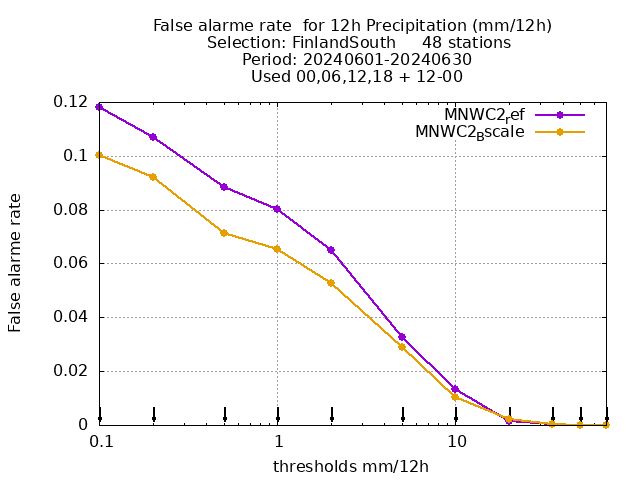 False alarme rate  for 12h Precipitation (mm/12h)
Selection: FinlandSouth     48 stations
Period: 20240601-20240630
Used 00,06,12,18 + 12-00
MNWC2ref
MNWC2Bscale
0.12
0.1
0.08
0.06
0.04
0.02
0
False alarme rate
0.1 1 10
thresholds mm/12h